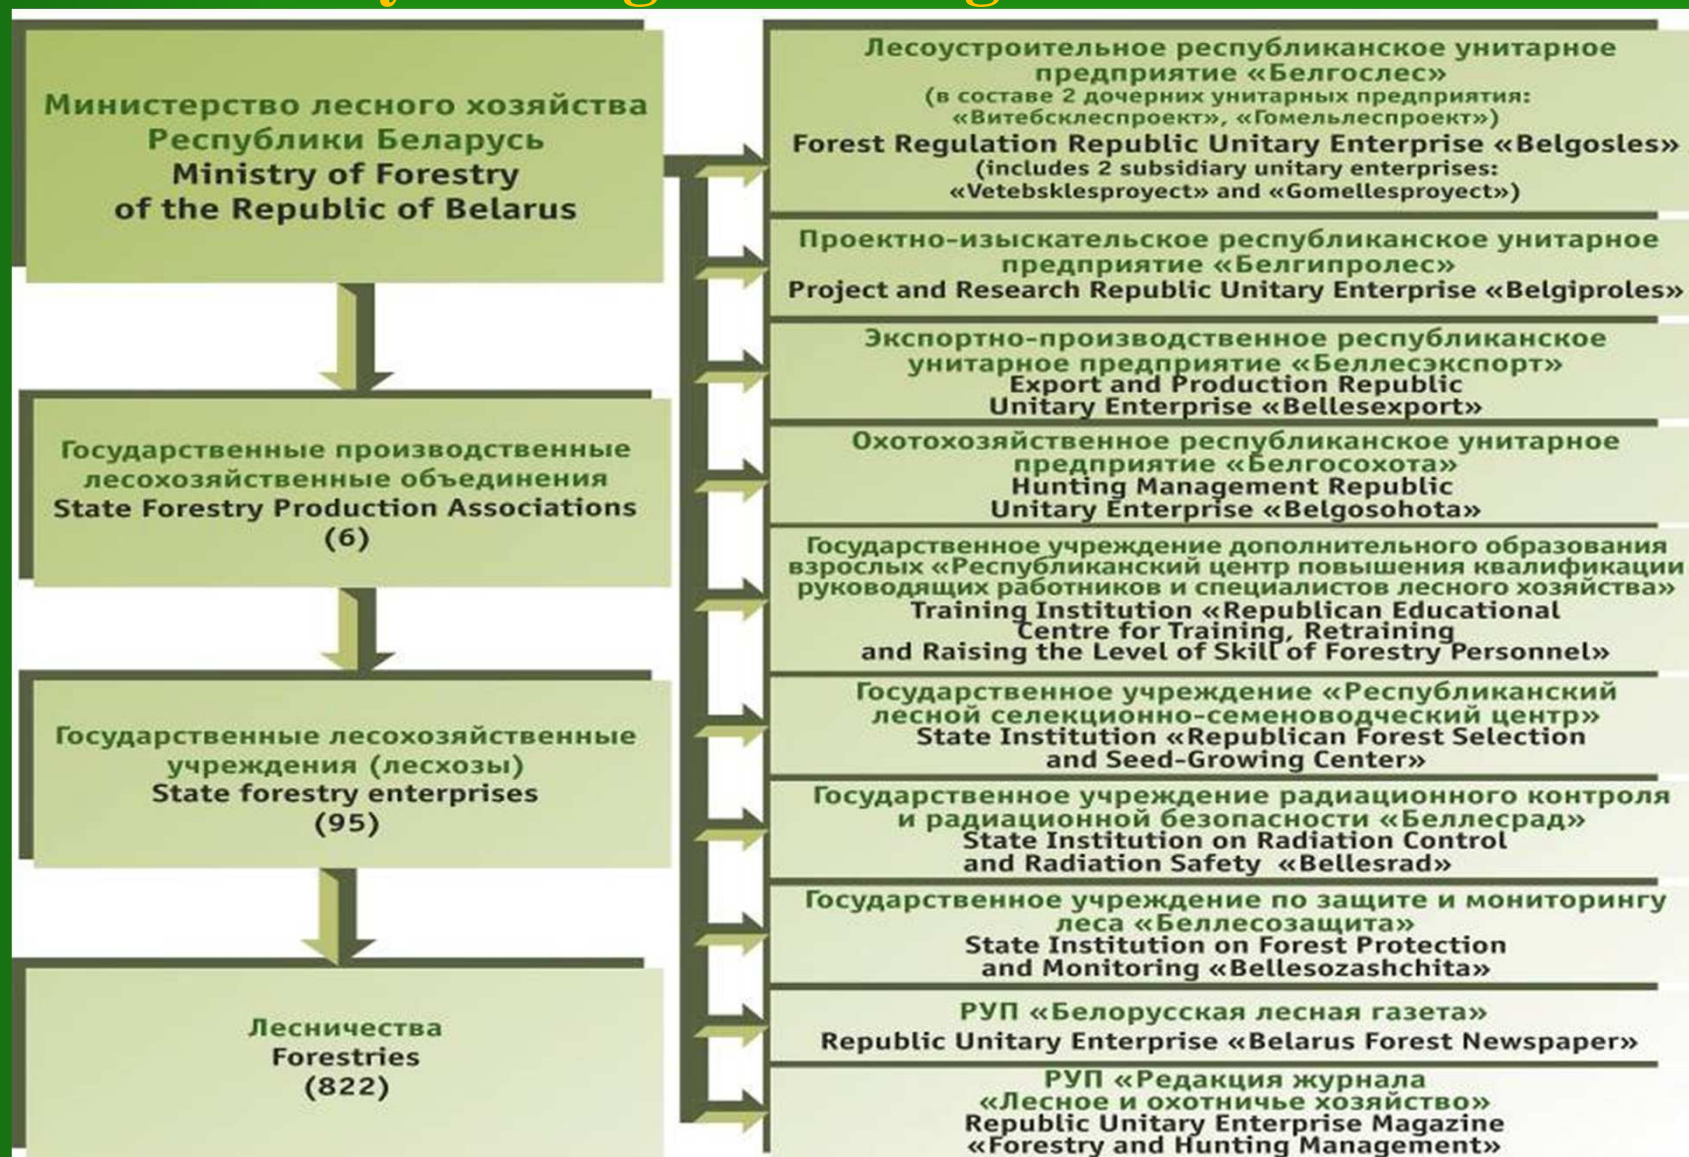 Министерство лесного хозяйства
Республики Беларусь
Ministry of Forestry
of the Republic of Belarus
Государственные производственные
лесохозяйственные объединения
State Forestry Production Associations
(6)
Государственные лесохозяйственные
учреждения (лесхозы)
State forestry enterprises
(95)
Лесничества
Forestries
(822)
Лесоустроительное республиканское унитарное
предприятие «Белгослес»
(в составе 2 дочерних унитарных предприятия:
«Витебсклеспроект», «Гомельлеспроект»)
Forest Regulation Republic Unitary Enterprise «Belgosles»
(includes 2 subsidiary unitary enterprises:
«Vetebsklesproyect» and «Gomellesproyect»)
Проектно-изыскательское республиканское унитарное
предприятие «Белгипролес»
Project and Research Republic Unitary Enterprise «Belgiproles»
Экспортно-производственное республиканское
унитарное предприятие «Беллесэкспорт»
Export and Production Republic
Unitary Enterprise «Bellesexport»
Охотохозяйственное республиканское унитарное
предприятие «Белгосохота»
Hunting Management Republic
Unitary Enterprise «Belgosohota»
Государственное учреждение дополнительного образования
взрослых «Республиканский центр повышения квалификации
руководящих работников и специалистов лесного хозяйства»
Training Institution «Republican Educational
Centre for Training, Retraining
and Raising the Level of Skill of Forestry Personnel»
Государственное учреждение «Республиканский
лесной селекционно-семеноводческий центр»
State Institution «Republican Forest Selection
and Seed-Growing Center»
Государственное учреждение радиационного контроля
и радиационной безопасности «Беллесрад»
State Institution on Radiation Control
and Radiation Safety «Bellesrad»
Государственное учреждение по защите и мониторингу
леса «Беллесозащита»
State Institution on Forest Protection
and Monitoring «Bellesozashchita»
РУП «Белорусская лесная газета»
Republic Unitary Enterprise «Belarus Forest Newspaper»
РУП «Редакция журнала
«Лесное и охотничье хозяйство»
Republic Unitary Enterprise Magazine
«Forestry and Hunting Management»